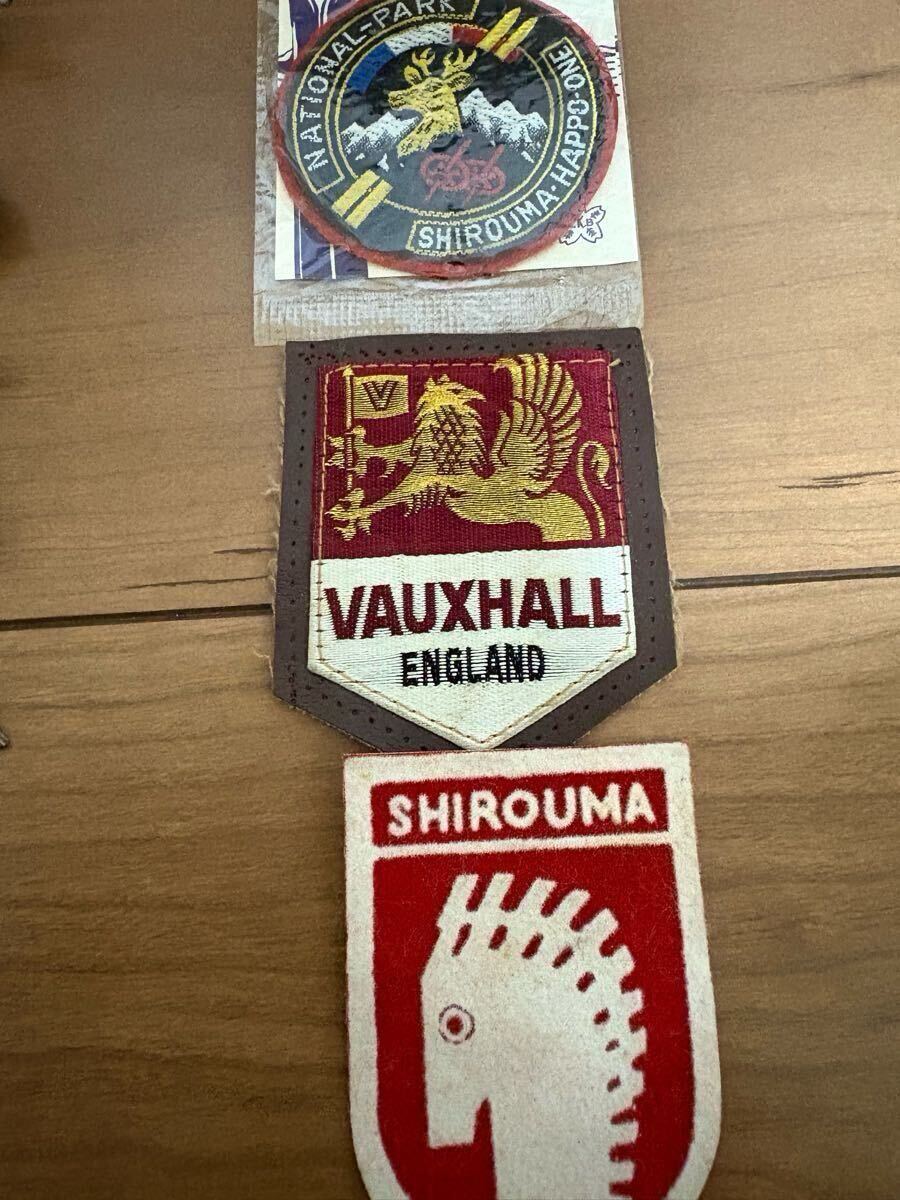 NATIONAL-PARK
SHIROUMA·HAPPO-ONE
V
VAUXHALL
ENGLAND
SHIROUMA